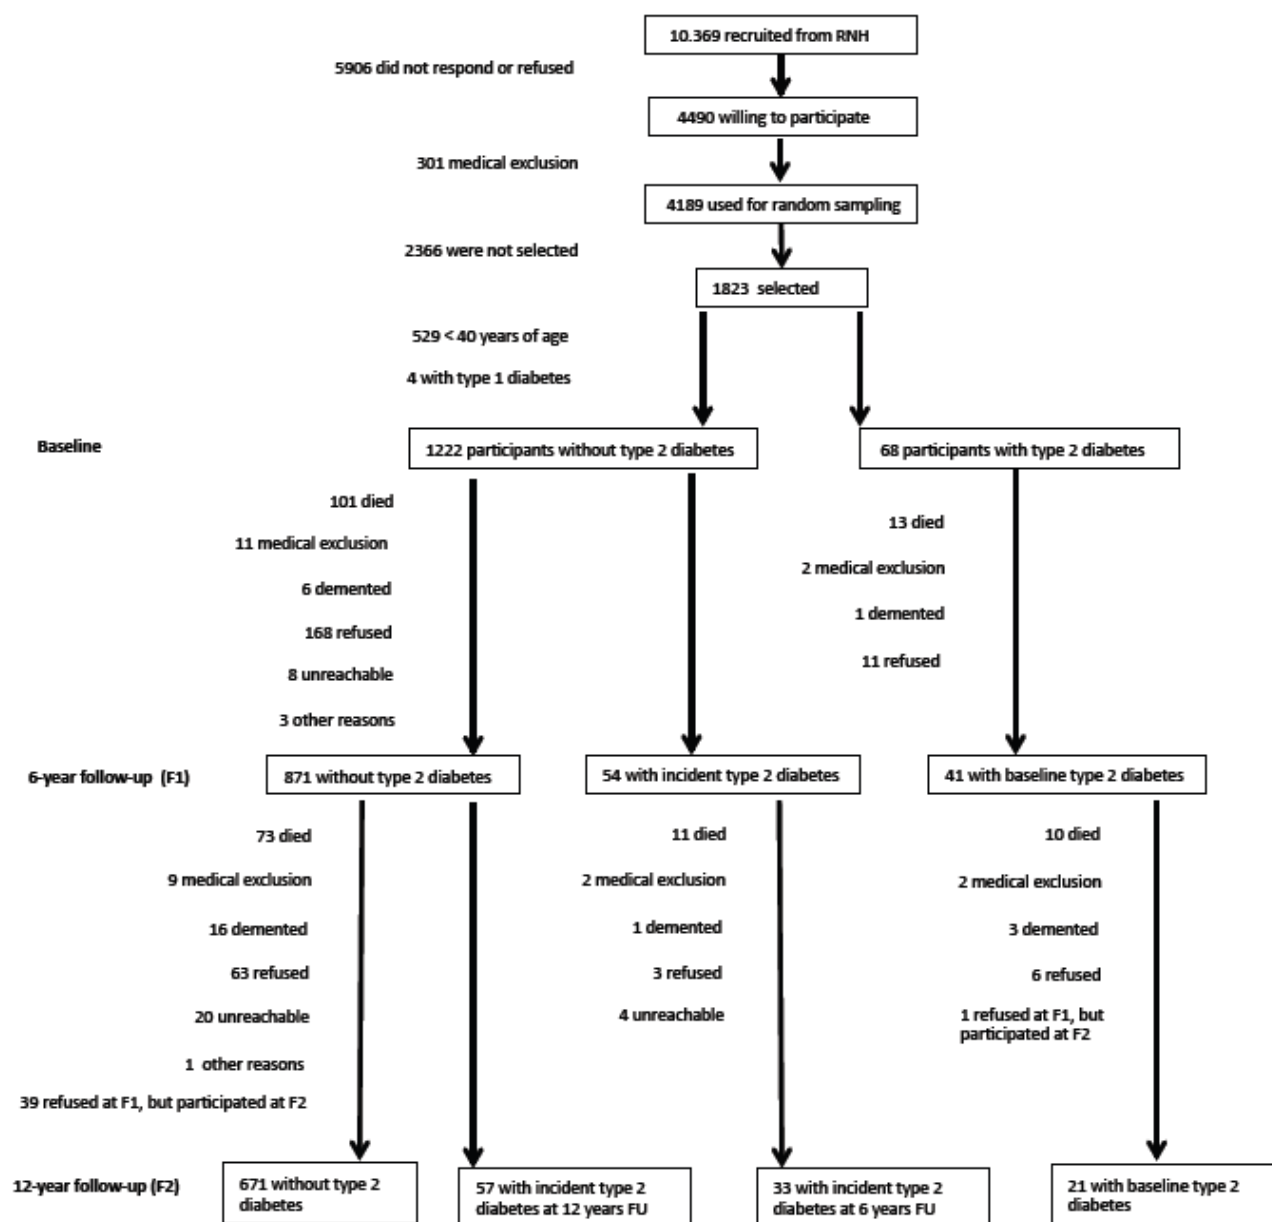 10.369 recruited from RNH
5906 did not respond or refused
4490 willing to participate
301 medical exclusion
4189 used for random sampling
2366 were not selected
1823 selected
529 < 40 years of age
4 with type 1 diabetes
Baseline
1222 participants without type 2 diabetes
68 participants with type 2 diabetes
101 died
11 medical exclusion
6 demented
168 refused
8 unreachable
3 other reasons
13 died
2 medical exclusion
1 demented
11 refused
6-year follow-up (F1)
871 without type 2 diabetes
54 with incident type 2 diabetes
41 with baseline type 2 diabetes
73 died
9 medical exclusion
16 demented
63 refused
20 unreachable
1 other reasons
39 refused at F1, but participated at F2
11 died
2 medical exclusion
1 demented
3 refused
4 unreachable
10 died
2 medical exclusion
3 demented
6 refused
1 refused at F1, but
participated at F2
12-year follow-up (F2)
671 without type 2
diabetes
57 with incident type 2
diabetes at 12 years FU
33 with incident type 2
diabetes at 6 years FU
21 with baseline type 2
diabetes